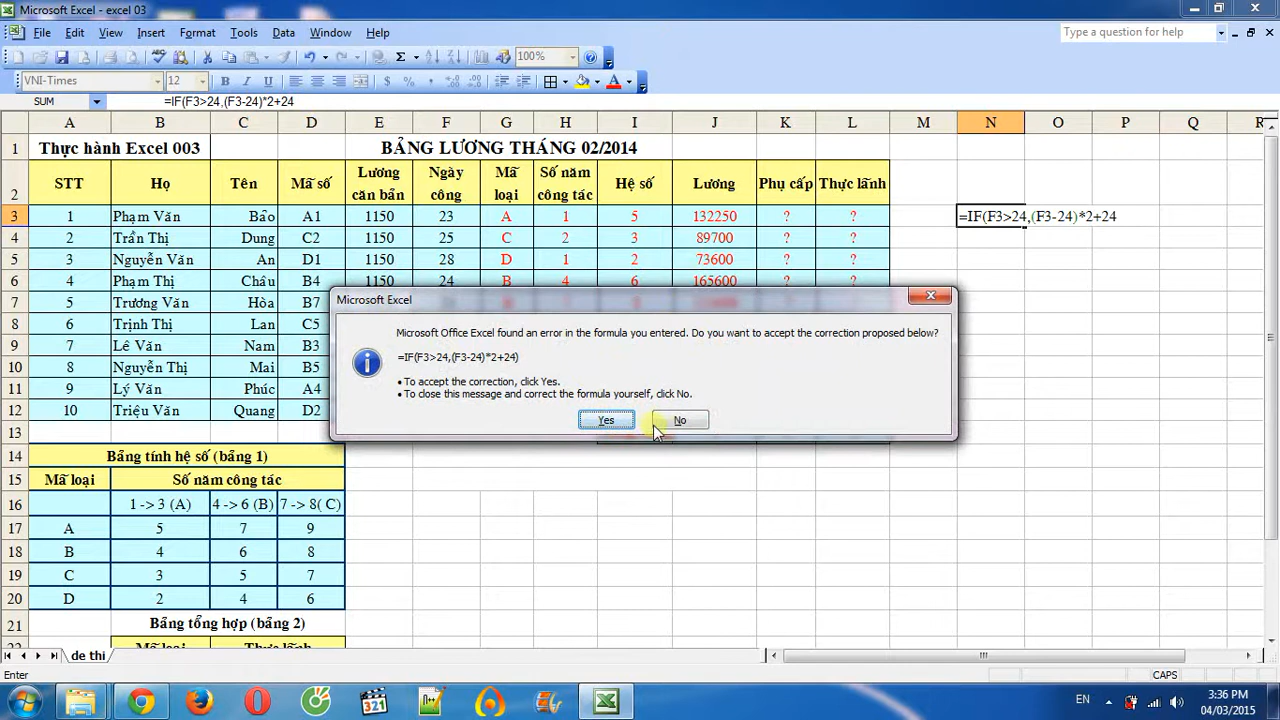 Microsoft Excel - excel 03
File Edit View Insert Format Tools Data Window Help
Type a question for help
100%
VNI-Times 12
SUM =IF(F3>24,(F3-24)*2+24
A B C D E F G H I J K L M N O P Q R
1 Thực hành Excel 003 BẢNG LƯƠNG THÁNG 02/2014
2 STT Họ Tên Mã số Lương căn bản Ngày công Mã loại Số năm công tác Hệ số Lương Phụ cấp Thực lãnh
3 1 Phạm Văn Bảo A1 1150 23 A 1 5 132250 ? ? =IF(F3>24,(F3-24)*2+24
4 2 Trần Thị Dung C2 1150 25 C 2 3 89700 ? ?
5 3 Nguyễn Văn An D1 1150 28 D 1 2 73600 ? ?
6 4 Phạm Thị Châu B4 1150 24 B 4 6 165600 ? ?
7 5 Trương Văn Hòa B7
8 6 Trịnh Thị Lan C5
9 7 Lê Văn Nam B3
10 8 Nguyễn Thị Mai B5
11 9 Lý Văn Phúc A4
12 10 Triệu Văn Quang D2
Microsoft Excel
Microsoft Office Excel found an error in the formula you entered. Do you want to accept the correction proposed below?
=IF(F3>24,(F3-24)*2+24)
• To accept the correction, click Yes.
• To close this message and correct the formula yourself, click No.
Yes No
13
14 Bảng tính hệ số (bảng 1)
15 Mã loại Số năm công tác
16 1 -> 3 (A) 4 -> 6 (B) 7 -> 8( C)
17 A 5 7 9
18 B 4 6 8
19 C 3 5 7
20 D 2 4 6
21 Bảng tổng hợp (bảng 2)
22 Mã loại Thực lãnh
de thi
Enter CAPS
321
EN 3:36 PM
04/03/2015